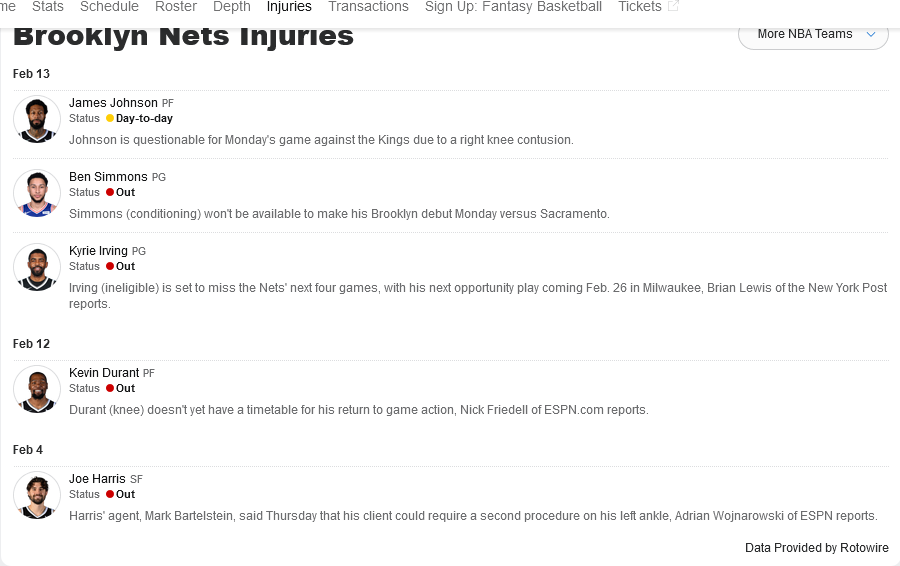 me Stats Schedule Roster Depth Injuries Transactions Sign Up: Fantasy Basketball Tickets
Brooklyn Nets Injuries
More NBA Teams
Feb 13
James Johnson PF
Status Day-to-day
Johnson is questionable for Monday's game against the Kings due to a right knee contusion.
Ben Simmons PG
Status Out
Simmons (conditioning) won't be available to make his Brooklyn debut Monday versus Sacramento.
Kyrie Irving PG
Status Out
Irving (ineligible) is set to miss the Nets' next four games, with his next opportunity play coming Feb. 26 in Milwaukee, Brian Lewis of the New York Post
reports.
Feb 12
Kevin Durant PF
Status Out
Durant (knee) doesn't yet have a timetable for his return to game action, Nick Friedell of ESPN.com reports.
Feb 4
Joe Harris SF
Status Out
Harris' agent, Mark Bartelstein, said Thursday that his client could require a second procedure on his left ankle, Adrian Wojnarowski of ESPN reports.
Data Provided by Rotowire